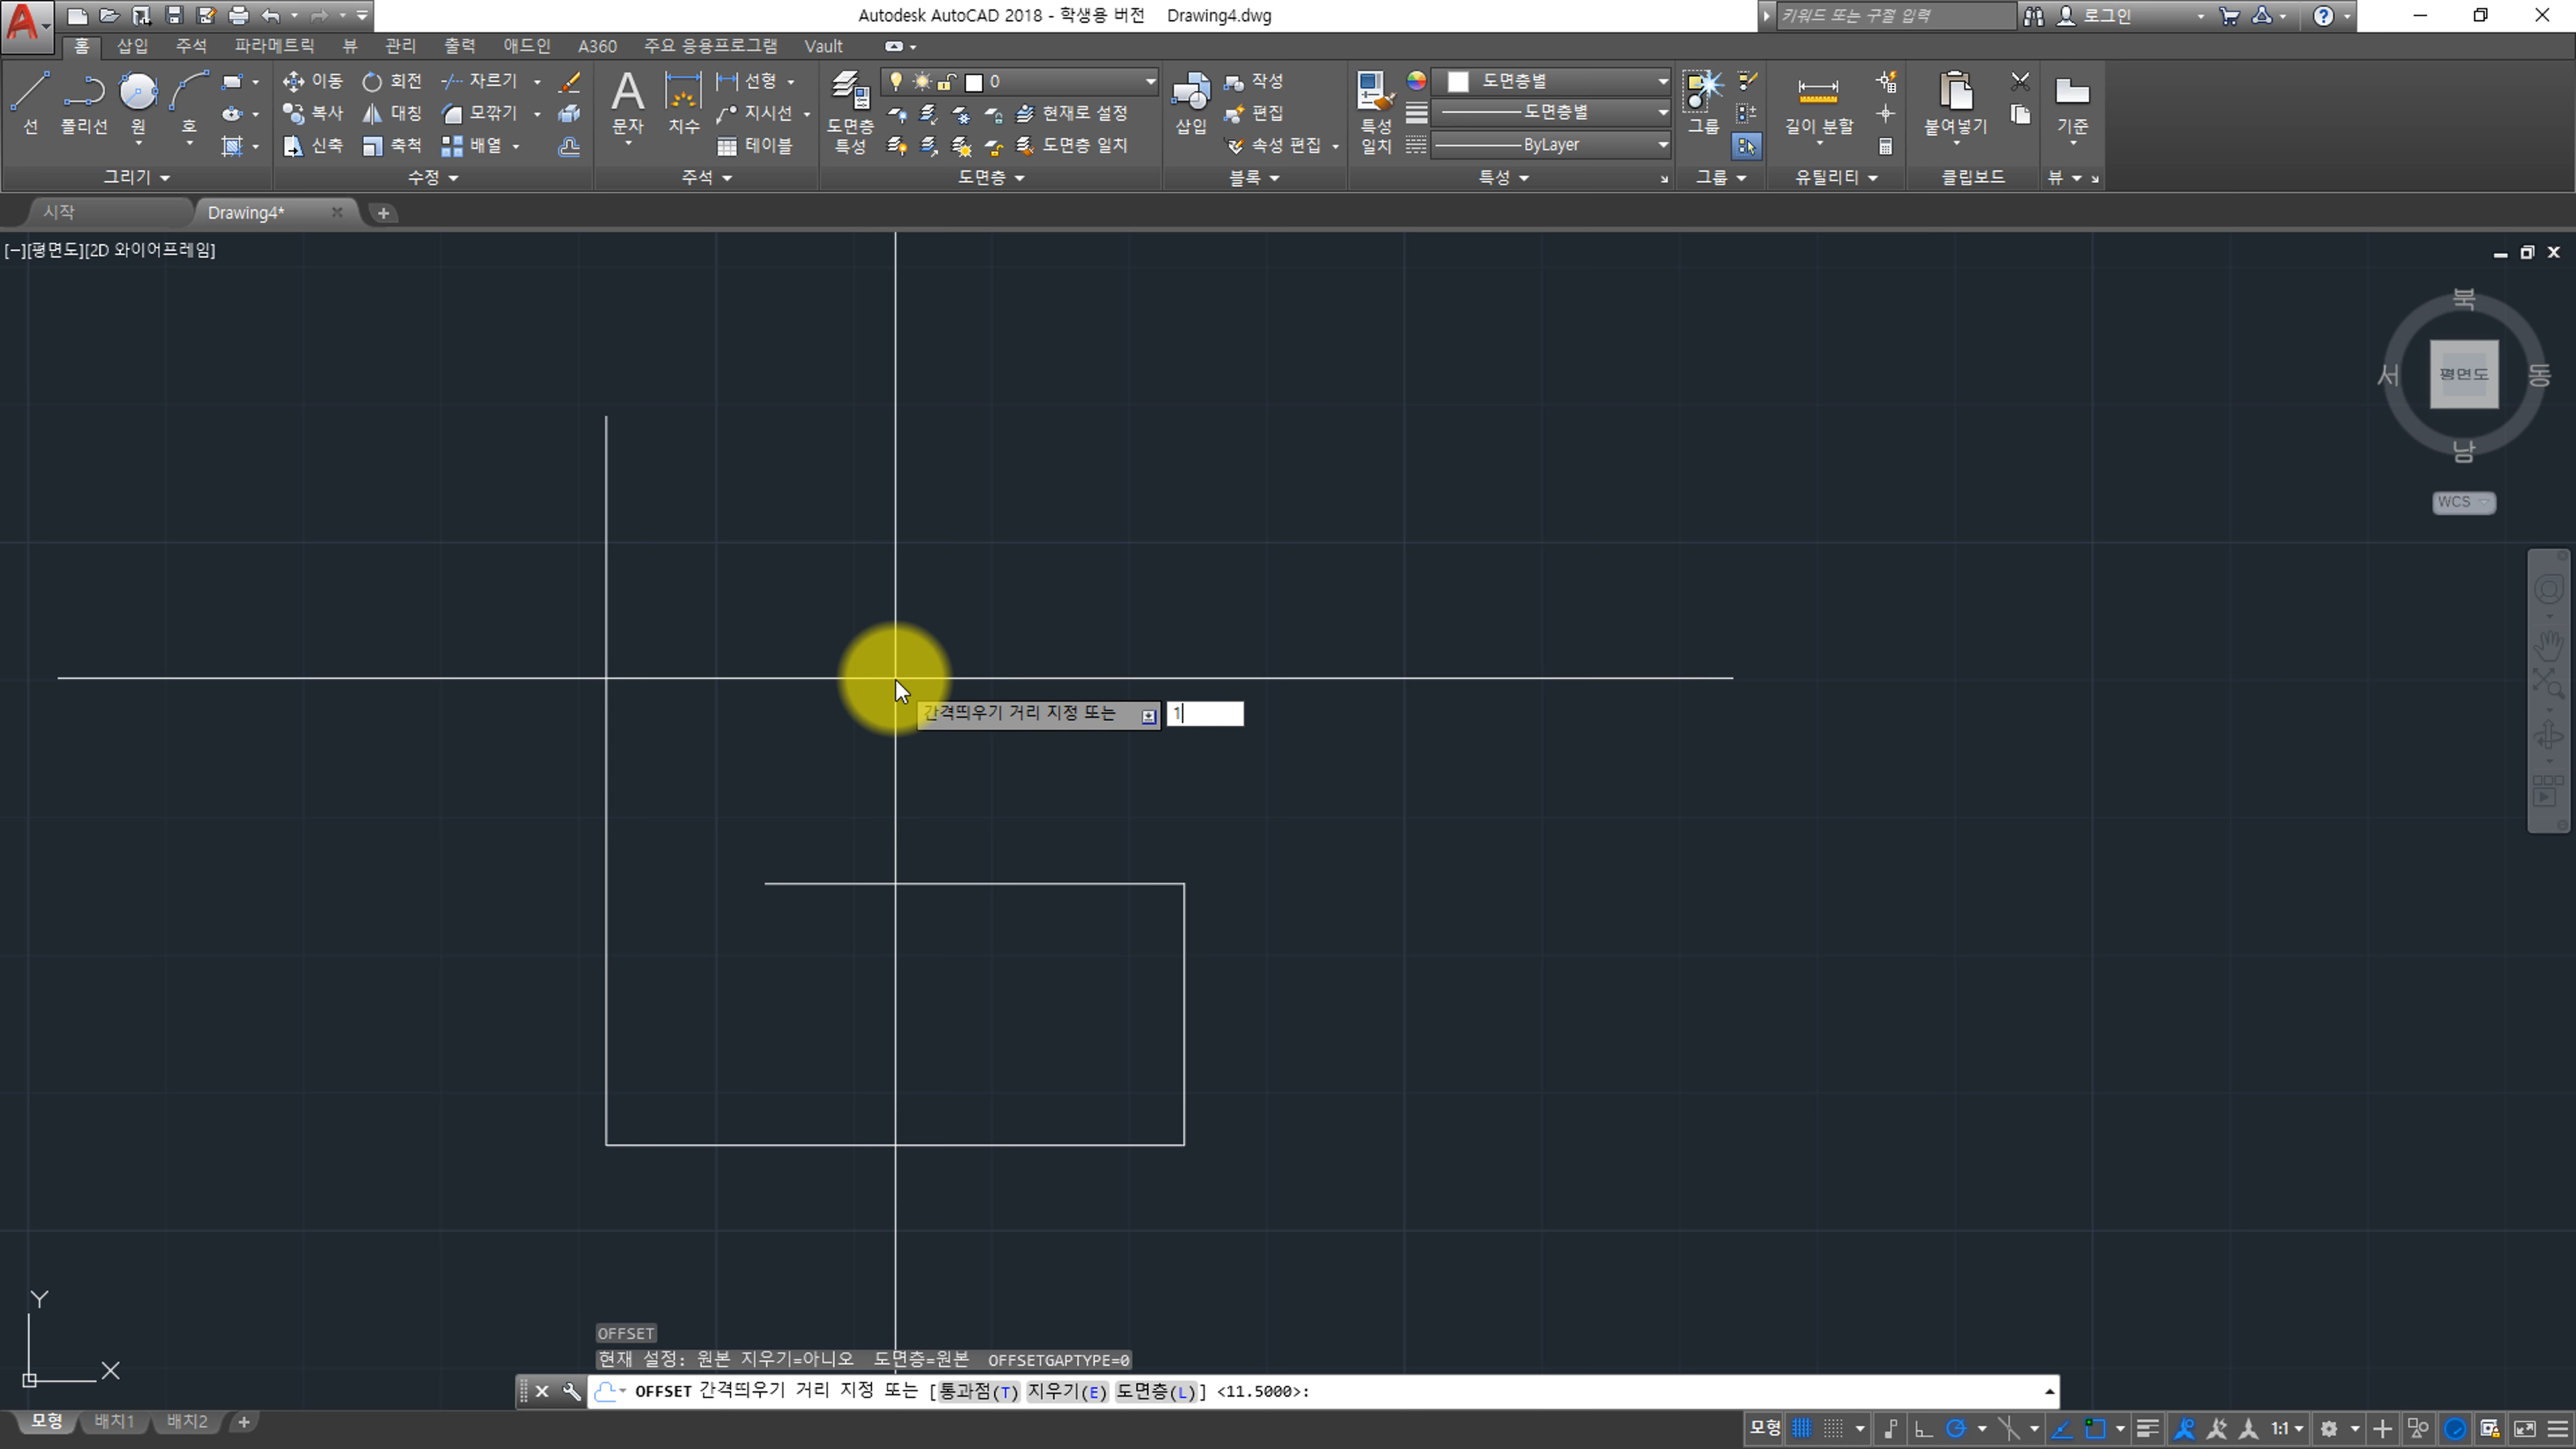 Autodesk AutoCAD 2018 - 학생용 버전 Drawing4.dwg
키워드 또는 구절 입력
로그인
홈 삽입 주석 파라메트릭 뷰 관리 출력 애드인 A360 주요 응용프로그램 Vault
선 폴리선 원 호
이동 회전 자르기
복사 대칭 모깎기
신축 축척 배열
문자 치수
선형
지시선
테이블
도면층 특성
0
현재로 설정
도면층 일치
삽입
작성
편집
속성 편집
특성 일치
도면층별
도면층별
ByLayer
그룹
길이 분할
붙여넣기
기준
그리기 수정 주석 도면층 블록 특성 그룹 유틸리티 클립보드 뷰
시작 Drawing4*
[−][평면도][2D 와이어프레임]
북
서 평면도 동
남
WCS
간격띄우기 거리 지정 또는 1
Y
X
OFFSET
현재 설정: 원본 지우기=아니오 도면층=원본 OFFSETGAPTYPE=0
OFFSET 간격띄우기 거리 지정 또는 [통과점(T) 지우기(E) 도면층(L)] <11.5000>:
모형 배치1 배치2
모형 1:1